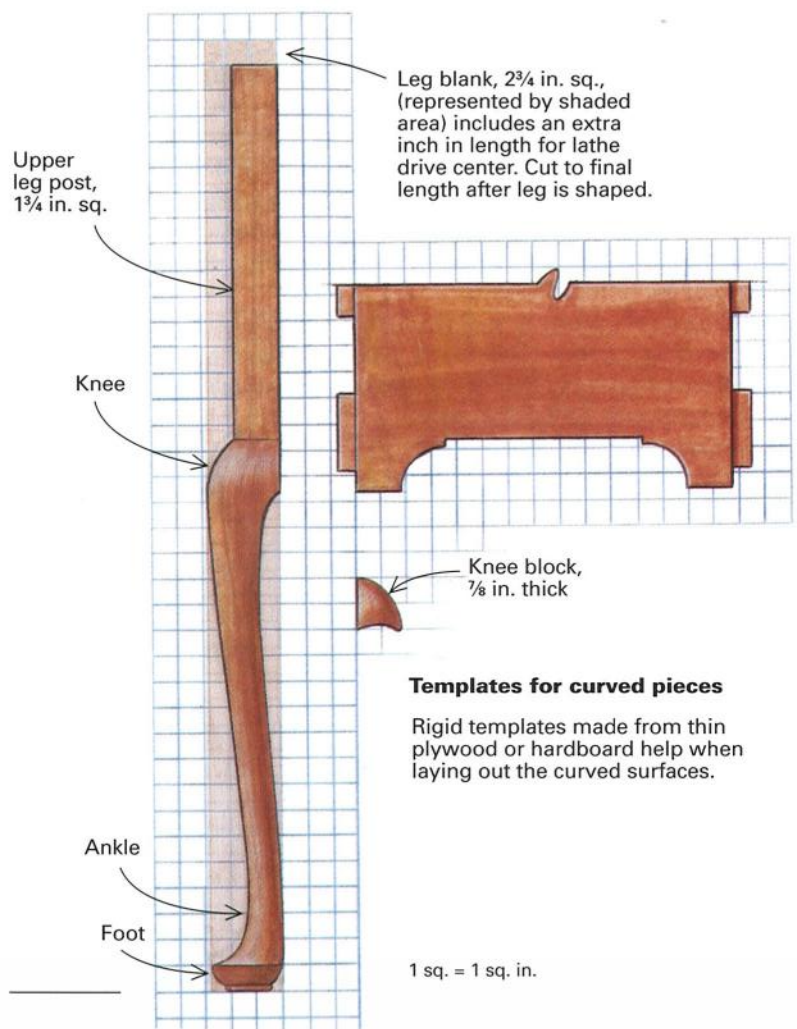 Leg blank, 2¾ in. sq.,
(represented by shaded
area) includes an extra
inch in length for lathe
drive center. Cut to final
length after leg is shaped.
Upper
leg post,
1¾ in. sq.
Knee
Knee block,
⅞ in. thick
Templates for curved pieces
Rigid templates made from thin
plywood or hardboard help when
laying out the curved surfaces.
Ankle
Foot
1 sq. = 1 sq. in.